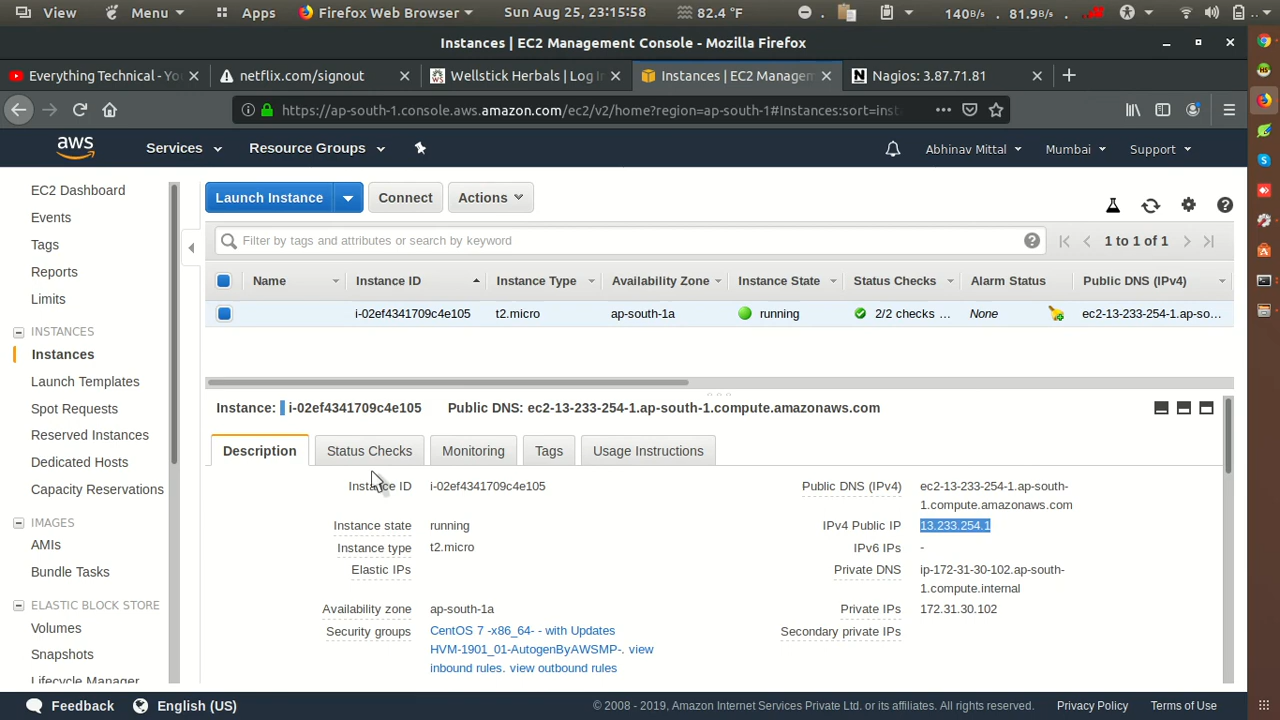 View Menu Apps Firefox Web Browser Sun Aug 25, 23:15:58 82.4 °F 140B/s 81.9B/s
Instances | EC2 Management Console - Mozilla Firefox
Everything Technical - Yo netflix.com/signout Wellstick Herbals | Log In Instances | EC2 Managem Nagios: 3.87.71.81
https://ap-south-1.console.aws.amazon.com/ec2/v2/home?region=ap-south-1#Instances:sort=inst
aws Services Resource Groups Abhinav Mittal Mumbai Support
EC2 Dashboard
Events
Tags
Reports
Limits
INSTANCES
Instances
Launch Templates
Spot Requests
Reserved Instances
Dedicated Hosts
Capacity Reservations
IMAGES
AMIs
Bundle Tasks
ELASTIC BLOCK STORE
Volumes
Snapshots
Lifecycle Manager
Launch Instance Connect Actions
Filter by tags and attributes or search by keyword 1 to 1 of 1
Name Instance ID Instance Type Availability Zone Instance State Status Checks Alarm Status Public DNS (IPv4)
i-02ef4341709c4e105 t2.micro ap-south-1a running 2/2 checks ... None ec2-13-233-254-1.ap-so...
Instance: i-02ef4341709c4e105 Public DNS: ec2-13-233-254-1.ap-south-1.compute.amazonaws.com
Description Status Checks Monitoring Tags Usage Instructions
Instance ID i-02ef4341709c4e105
Instance state running
Instance type t2.micro
Elastic IPs
Availability zone ap-south-1a
Security groups CentOS 7 -x86_64- - with Updates
HVM-1901_01-AutogenByAWSMP-. view
inbound rules. view outbound rules
Public DNS (IPv4) ec2-13-233-254-1.ap-south-
1.compute.amazonaws.com
IPv4 Public IP 13.233.254.1
IPv6 IPs -
Private DNS ip-172-31-30-102.ap-south-
1.compute.internal
Private IPs 172.31.30.102
Secondary private IPs
Feedback English (US) © 2008 - 2019, Amazon Internet Services Private Ltd. or its affiliates. All rights reserved. Privacy Policy Terms of Use